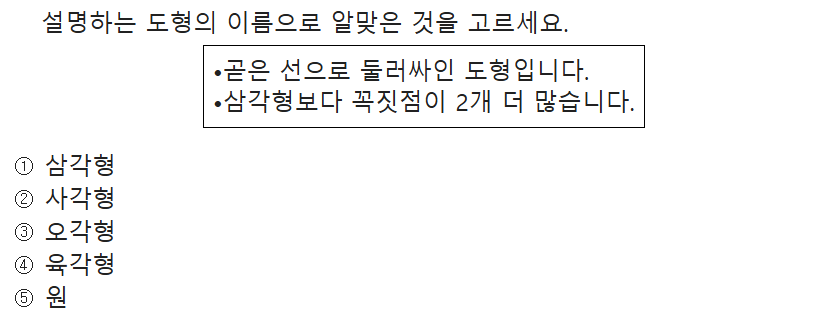 설명하는 도형의 이름으로 알맞은 것을 고르세요.
•곧은 선으로 둘러싸인 도형입니다.
•삼각형보다 꼭짓점이 2개 더 많습니다.
① 삼각형
② 사각형
③ 오각형
④ 육각형
⑤ 원